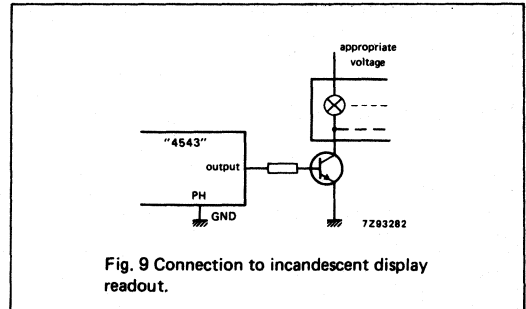 appropriate
voltage
"4543"
output
PH
GND
7Z93282
Fig. 9 Connection to incandescent display
readout.